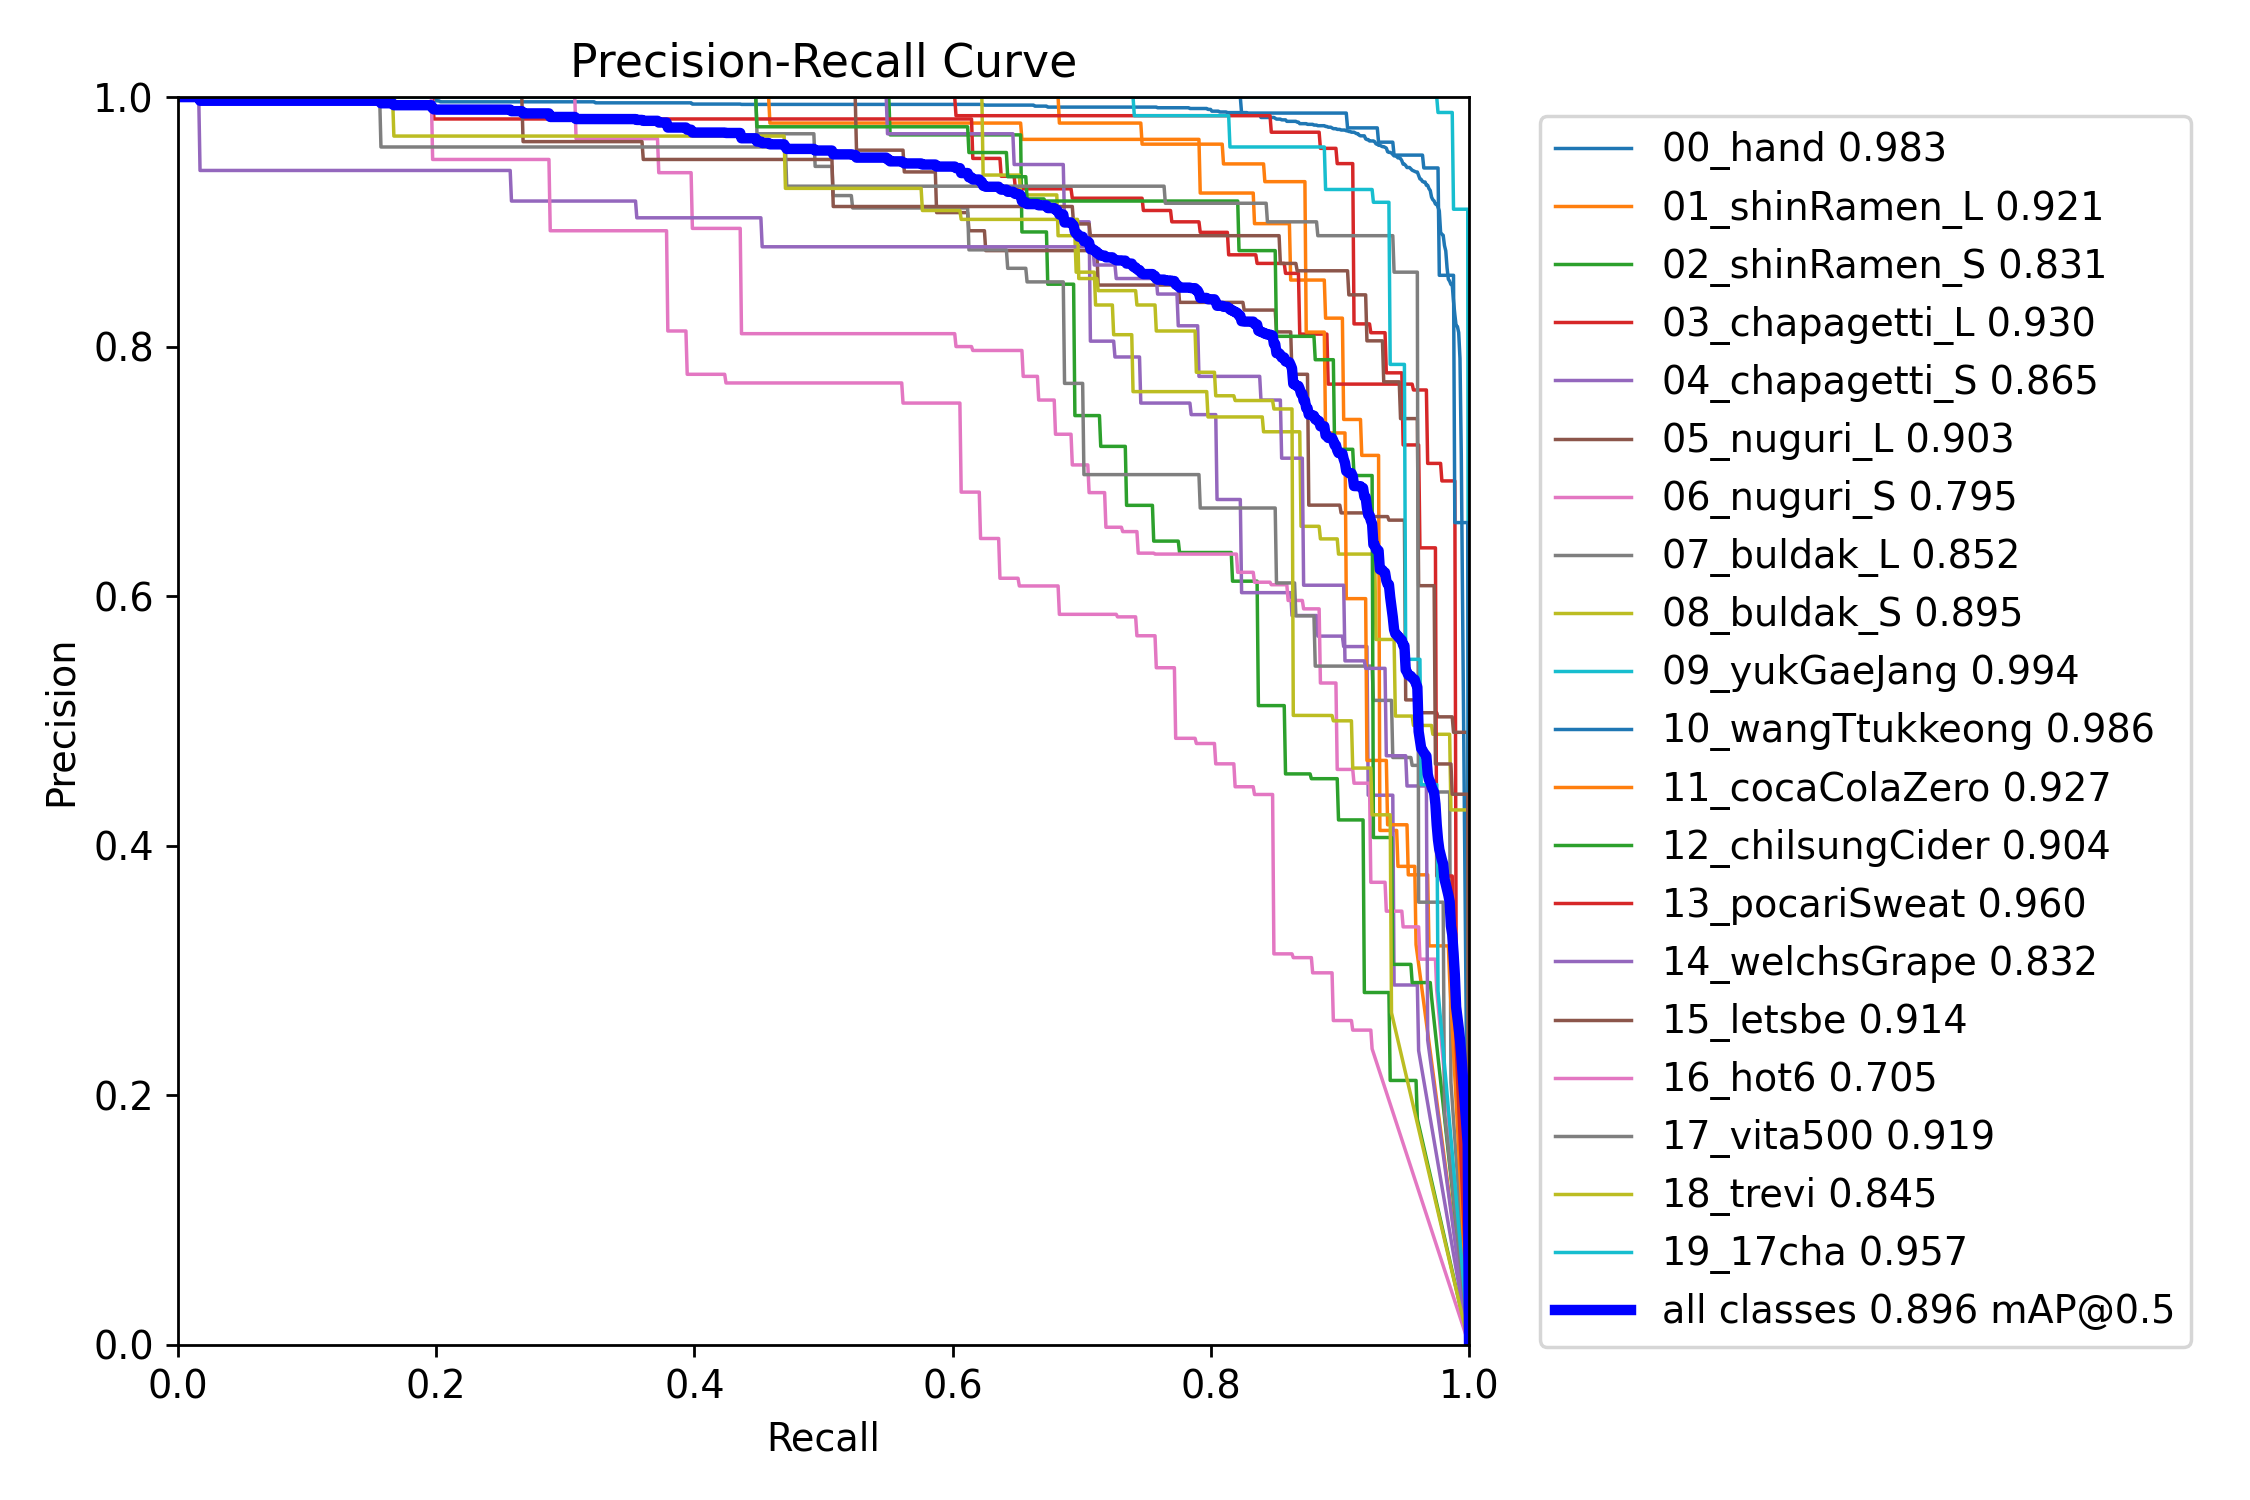 Precision-Recall Curve
1.0
0.8
0.6
0.4
0.2
0.0
Precision
0.0 0.2 0.4 0.6 0.8 1.0
Recall
00_hand 0.983
01_shinRamen_L 0.921
02_shinRamen_S 0.831
03_chapagetti_L 0.930
04_chapagetti_S 0.865
05_nuguri_L 0.903
06_nuguri_S 0.795
07_buldak_L 0.852
08_buldak_S 0.895
09_yukGaeJang 0.994
10_wangTtukkeong 0.986
11_cocaColaZero 0.927
12_chilsungCider 0.904
13_pocariSweat 0.960
14_welchsGrape 0.832
15_letsbe 0.914
16_hot6 0.705
17_vita500 0.919
18_trevi 0.845
19_17cha 0.957
all classes 0.896 mAP@0.5